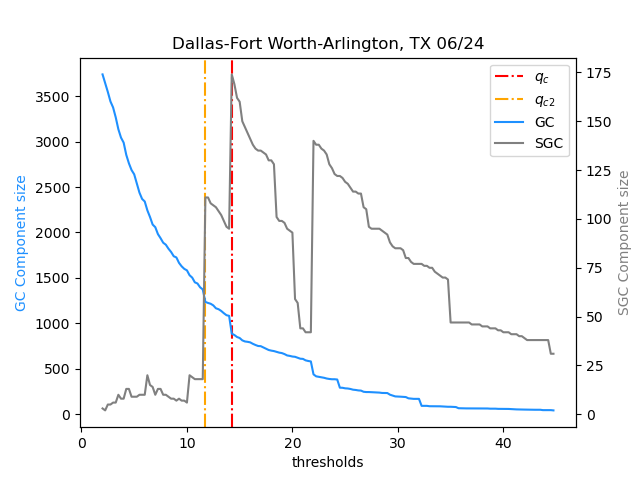 Dallas-Fort Worth-Arlington, TX 06/24
GC Component size
3500
3000
2500
2000
1500
1000
500
0
175
150
125
100
75
50
25
0
SGC Component size
q_c
q_{c2}
GC
SGC
0 10 20 30 40
thresholds